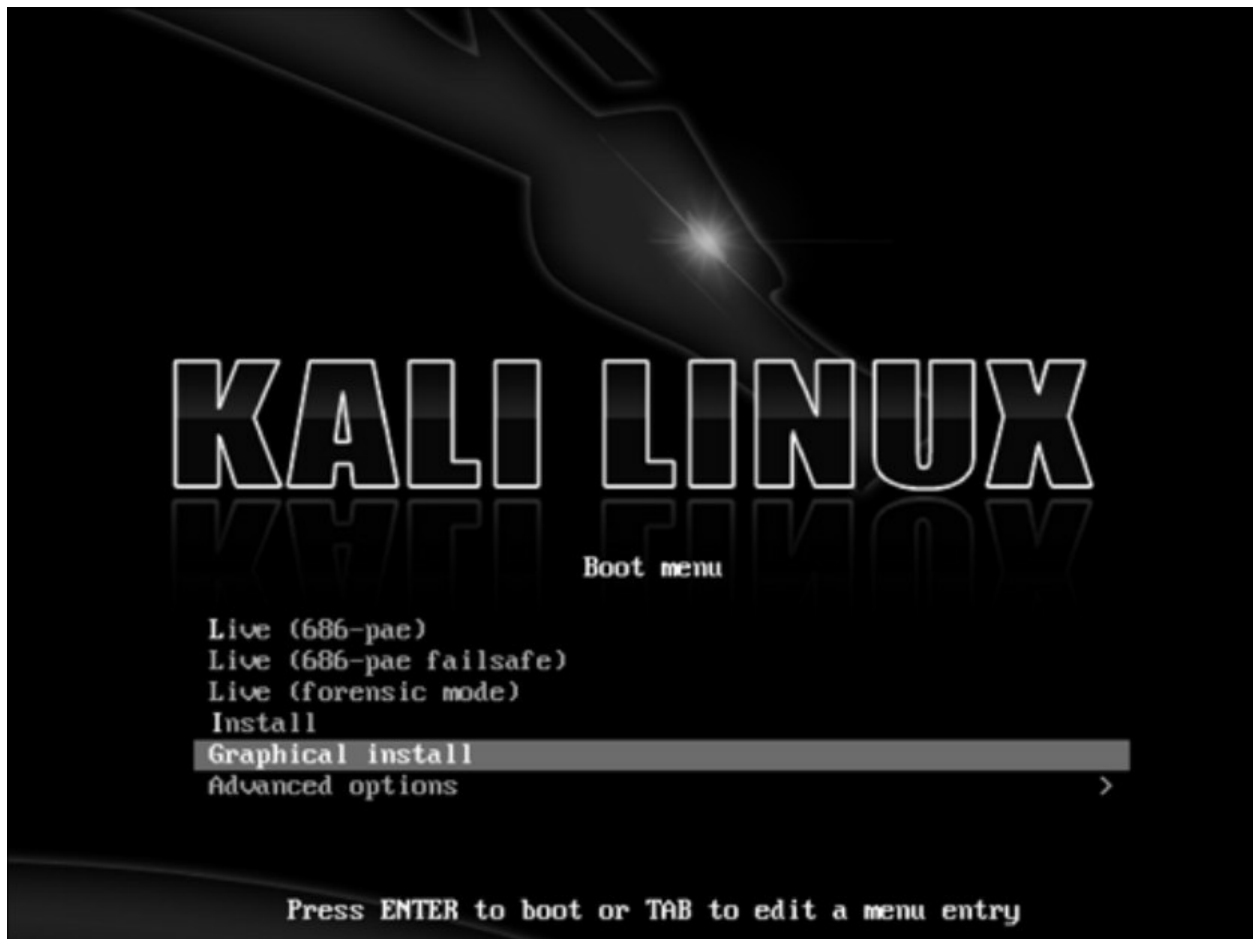 KALI LINUX
Boot menu
Live (686-pae)
Live (686-pae failsafe)
Live (forensic mode)
Install
Graphical install
Advanced options >
Press ENTER to boot or TAB to edit a menu entry